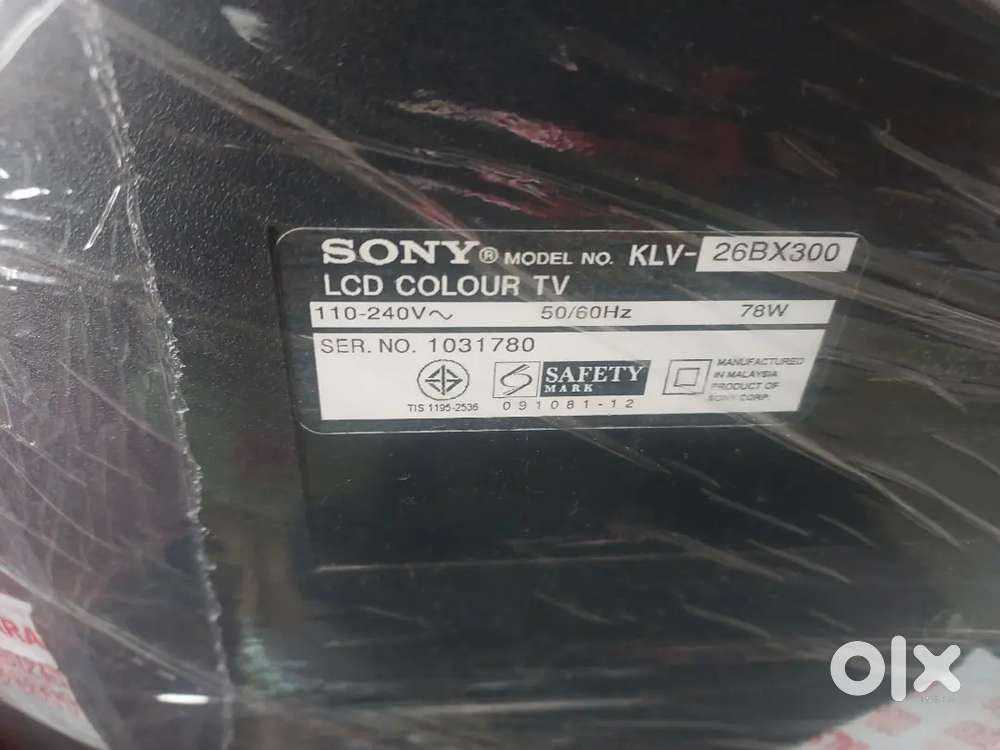 SONY® MODEL NO. KLV-26BX300
LCD COLOUR TV
110-240V~ 50/60Hz 78W
SER. NO. 1031780
SAFETY
MARK
TIS 1195-2536
091081-12
MANUFACTURED
IN MALAYSIA
PRODUCT OF
SONY CORP.
olx